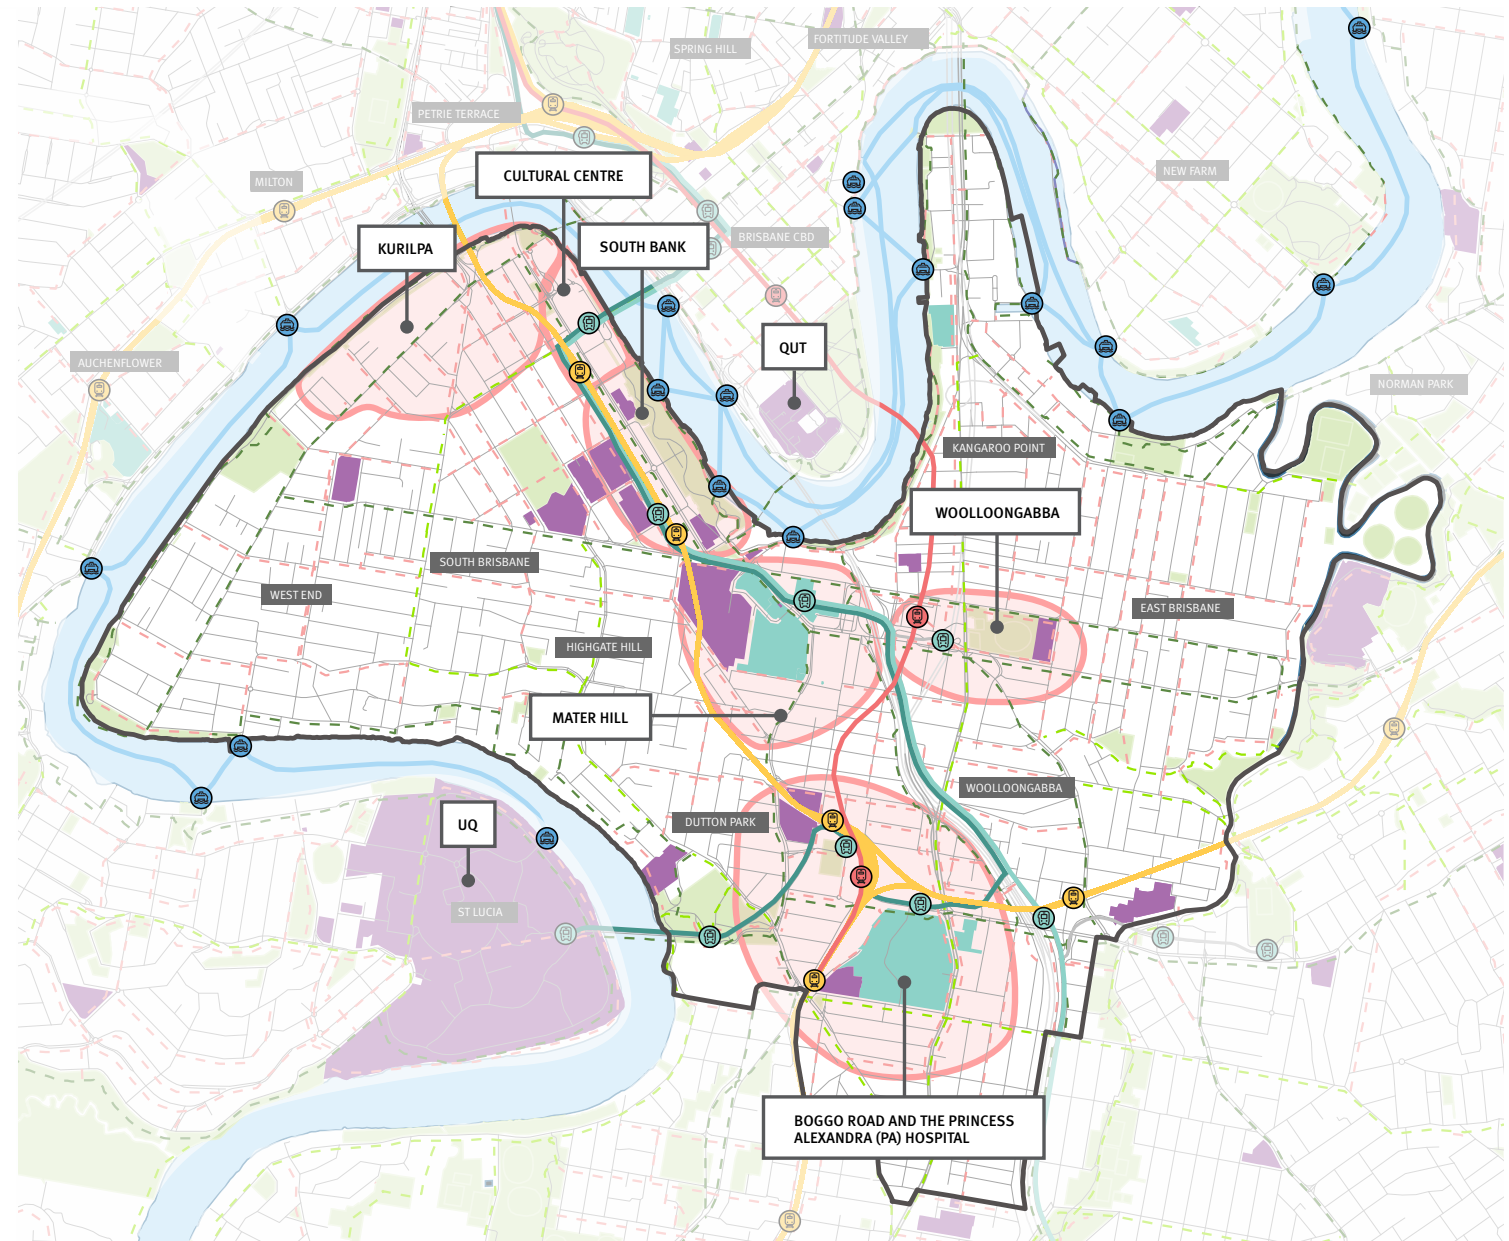 FORTITUDE VALLEY
SPRING HILL
PETRIE TERRACE
NEW FARM
CULTURAL CENTRE
MILTON
BRISBANE CBD
KURILPA
SOUTH BANK
QUT
AUCHENFLOWER
NORMAN PARK
KANGAROO POINT
WOOLLOONGABBA
SOUTH BRISBANE
WEST END
EAST BRISBANE
HIGHGATE HILL
MATER HILL
WOOLLOONGABBA
DUTTON PARK
UQ
ST LUCIA
BOGGO ROAD AND THE PRINCESS
ALEXANDRA (PA) HOSPITAL